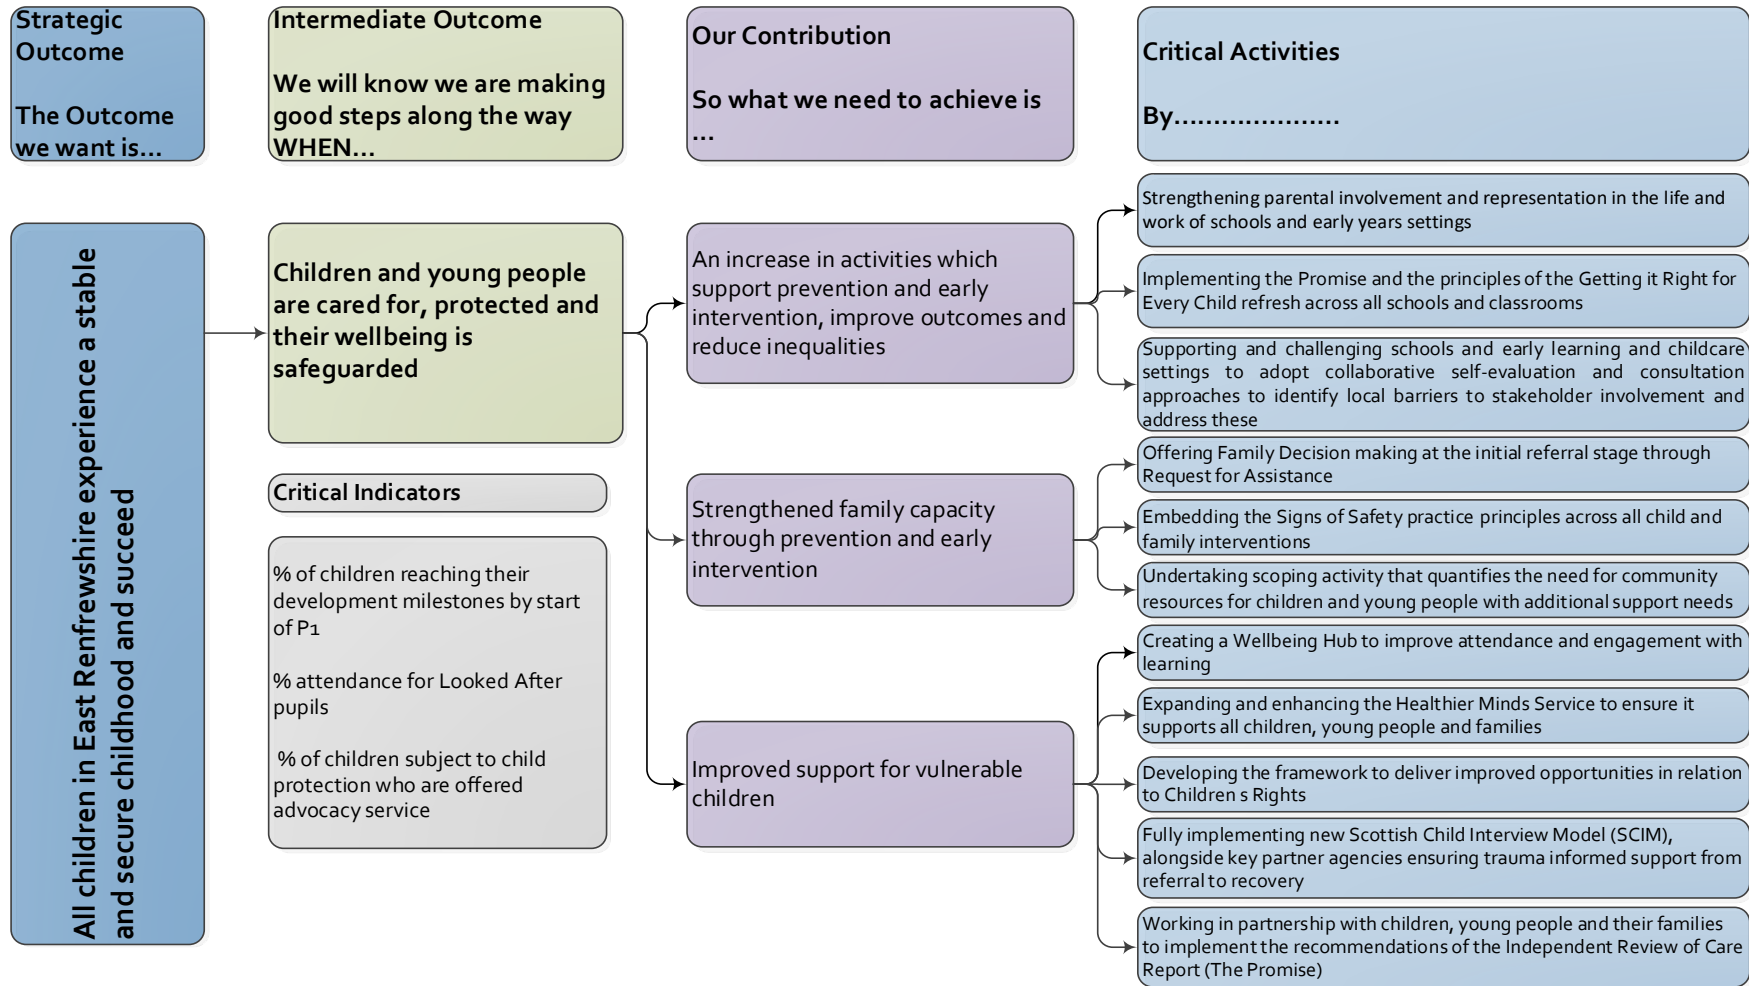 Strategic
Outcome
The Outcome
we want is...
Intermediate Outcome
We will know we are making
good steps along the way
WHEN...
Our Contribution
So what we need to achieve is
...
Critical Activities
By.....................
All children in East Renfrewshire experience a stable
and secure childhood and succeed
Children and young people
are cared for, protected and
their wellbeing is
safeguarded
Critical Indicators
% of children reaching their
development milestones by start
of P1
% attendance for Looked After
pupils
% of children subject to child
protection who are offered
advocacy service
An increase in activities which
support prevention and early
intervention, improve outcomes and
reduce inequalities
Strengthened family capacity
through prevention and early
intervention
Improved support for vulnerable
children
Strengthening parental involvement and representation in the life and
work of schools and early years settings
Implementing the Promise and the principles of the Getting it Right for
Every Child refresh across all schools and classrooms
Supporting and challenging schools and early learning and childcare
settings to adopt collaborative self-evaluation and consultation
approaches to identify local barriers to stakeholder involvement and
address these
Offering Family Decision making at the initial referral stage through
Request for Assistance
Embedding the Signs of Safety practice principles across all child and
family interventions
Undertaking scoping activity that quantifies the need for community
resources for children and young people with additional support needs
Creating a Wellbeing Hub to improve attendance and engagement with
learning
Expanding and enhancing the Healthier Minds Service to ensure it
supports all children, young people and families
Developing the framework to deliver improved opportunities in relation
to Children s Rights
Fully implementing new Scottish Child Interview Model (SCIM),
alongside key partner agencies ensuring trauma informed support from
referral to recovery
Working in partnership with children, young people and their families
to implement the recommendations of the Independent Review of Care
Report (The Promise)